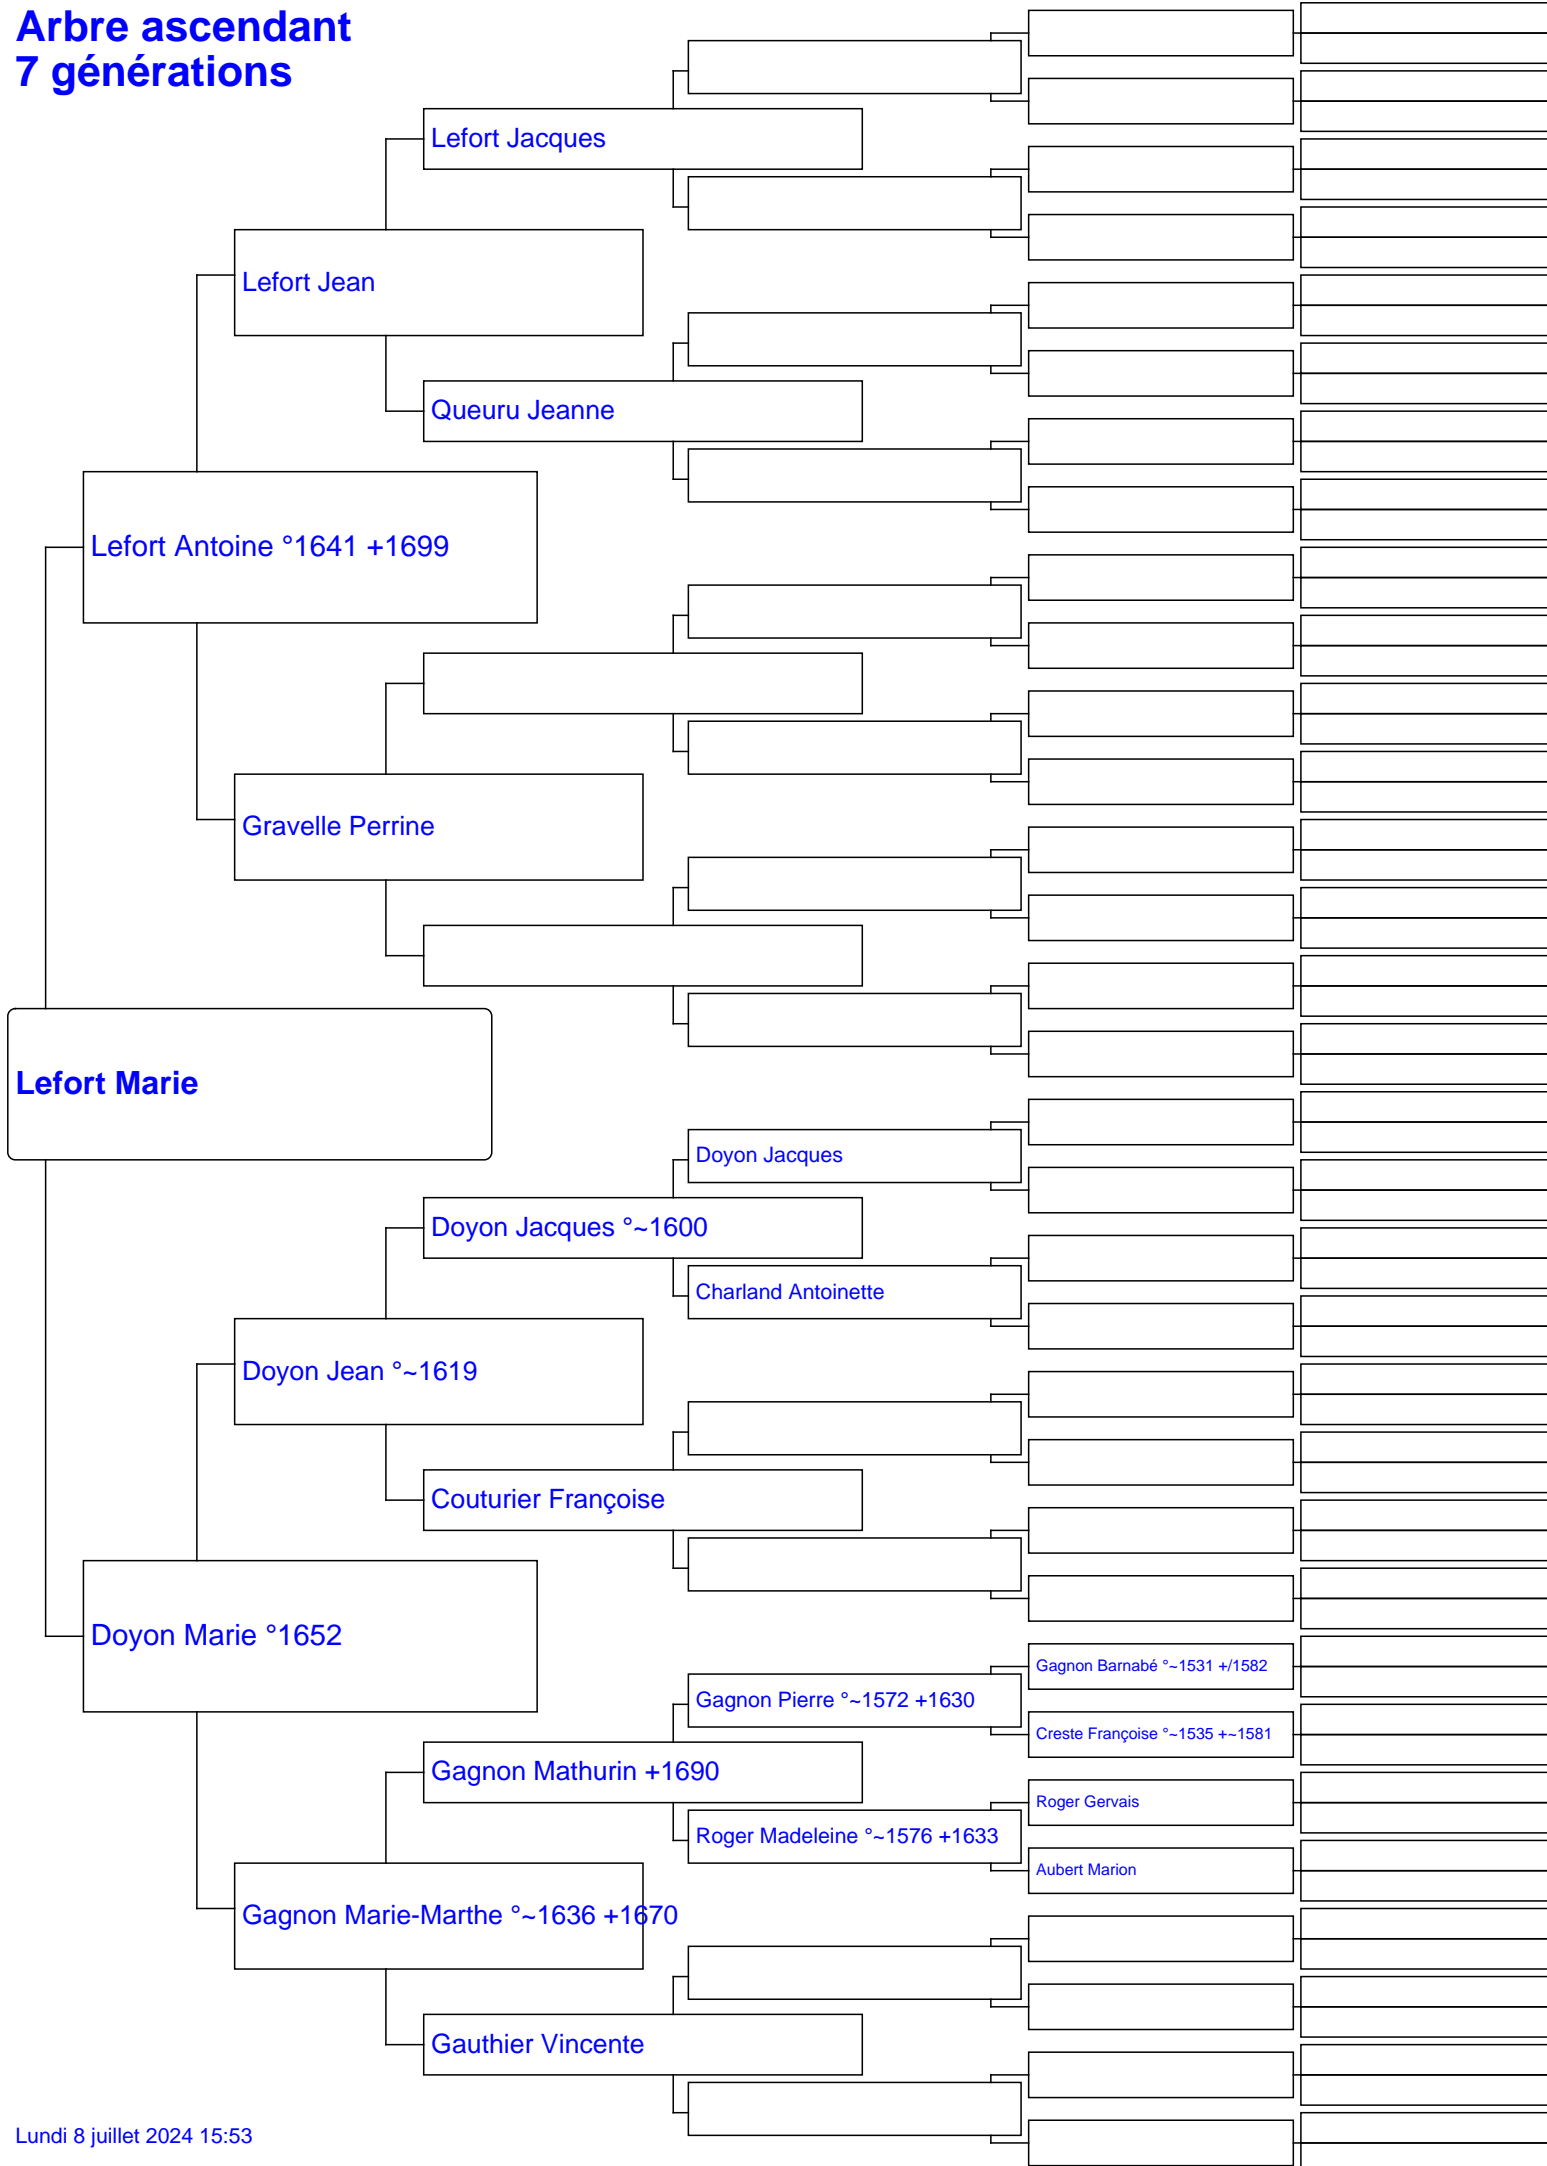 Arbre ascendant
7 générations
Lefort Jacques
Lefort Jean
Queuru Jeanne
Lefort Antoine °1641 +1699
Gravelle Perrine
Lefort Marie
Doyon Jacques
Doyon Jacques °~1600
Charland Antoinette
Doyon Jean °~1619
Couturier Françoise
Doyon Marie °1652
Gagnon Barnabé °~1531 +/1582
Gagnon Pierre °~1572 +1630
Creste Françoise °~1535 +~1581
Gagnon Mathurin +1690
Roger Gervais
Roger Madeleine °~1576 +1633
Aubert Marion
Gagnon Marie-Marthe °~1636 +1670
Gauthier Vincente
Lundi 8 juillet 2024 15:53